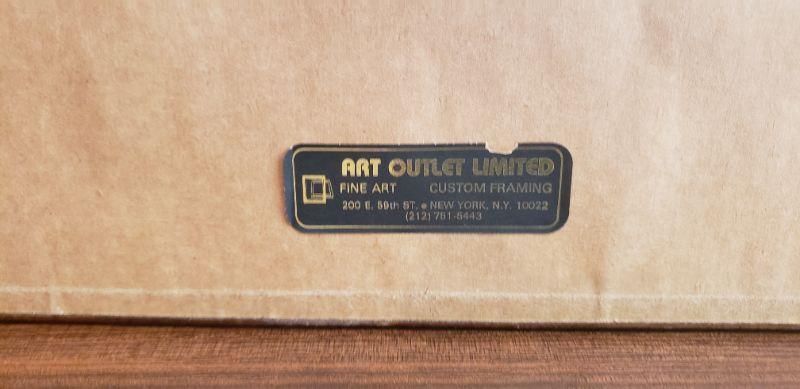 ART OUTLET LIMITED
FINE ART CUSTOM FRAMING
200 E. 59th ST. • NEW YORK, N.Y. 10022
(212) 751-5443